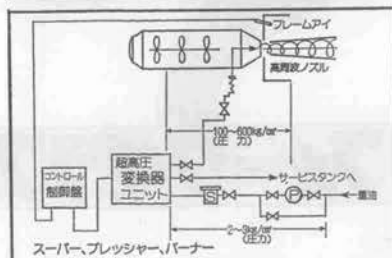 フレームアイ
高周波ノズル
100~600kg/cm²
(圧力)
超高圧
変換器
ユニット
コントロール
制御盤
サービスタンクへ
S
P
重油
2~3kg/cm²
(圧力)
スーパー、プレッシャー、バーナー